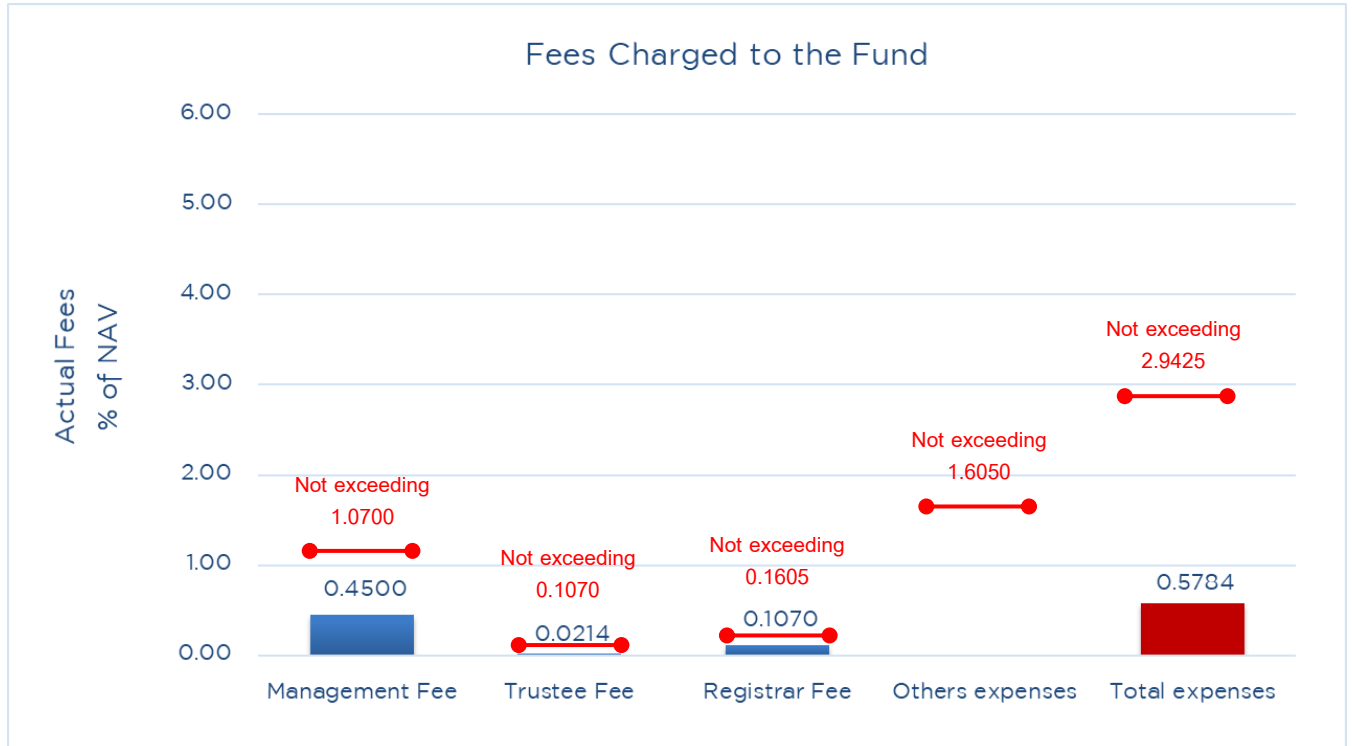 Fees Charged to the Fund
Actual Fees
% of NAV
6.00
5.00
4.00
3.00
2.00
1.00
0.00
Not exceeding
1.0700
0.4500
Not exceeding
0.1070
0.0214
Not exceeding
0.1605
0.1070
Not exceeding
1.6050
Not exceeding
2.9425
0.5784
Management Fee
Trustee Fee
Registrar Fee
Others expenses
Total expenses